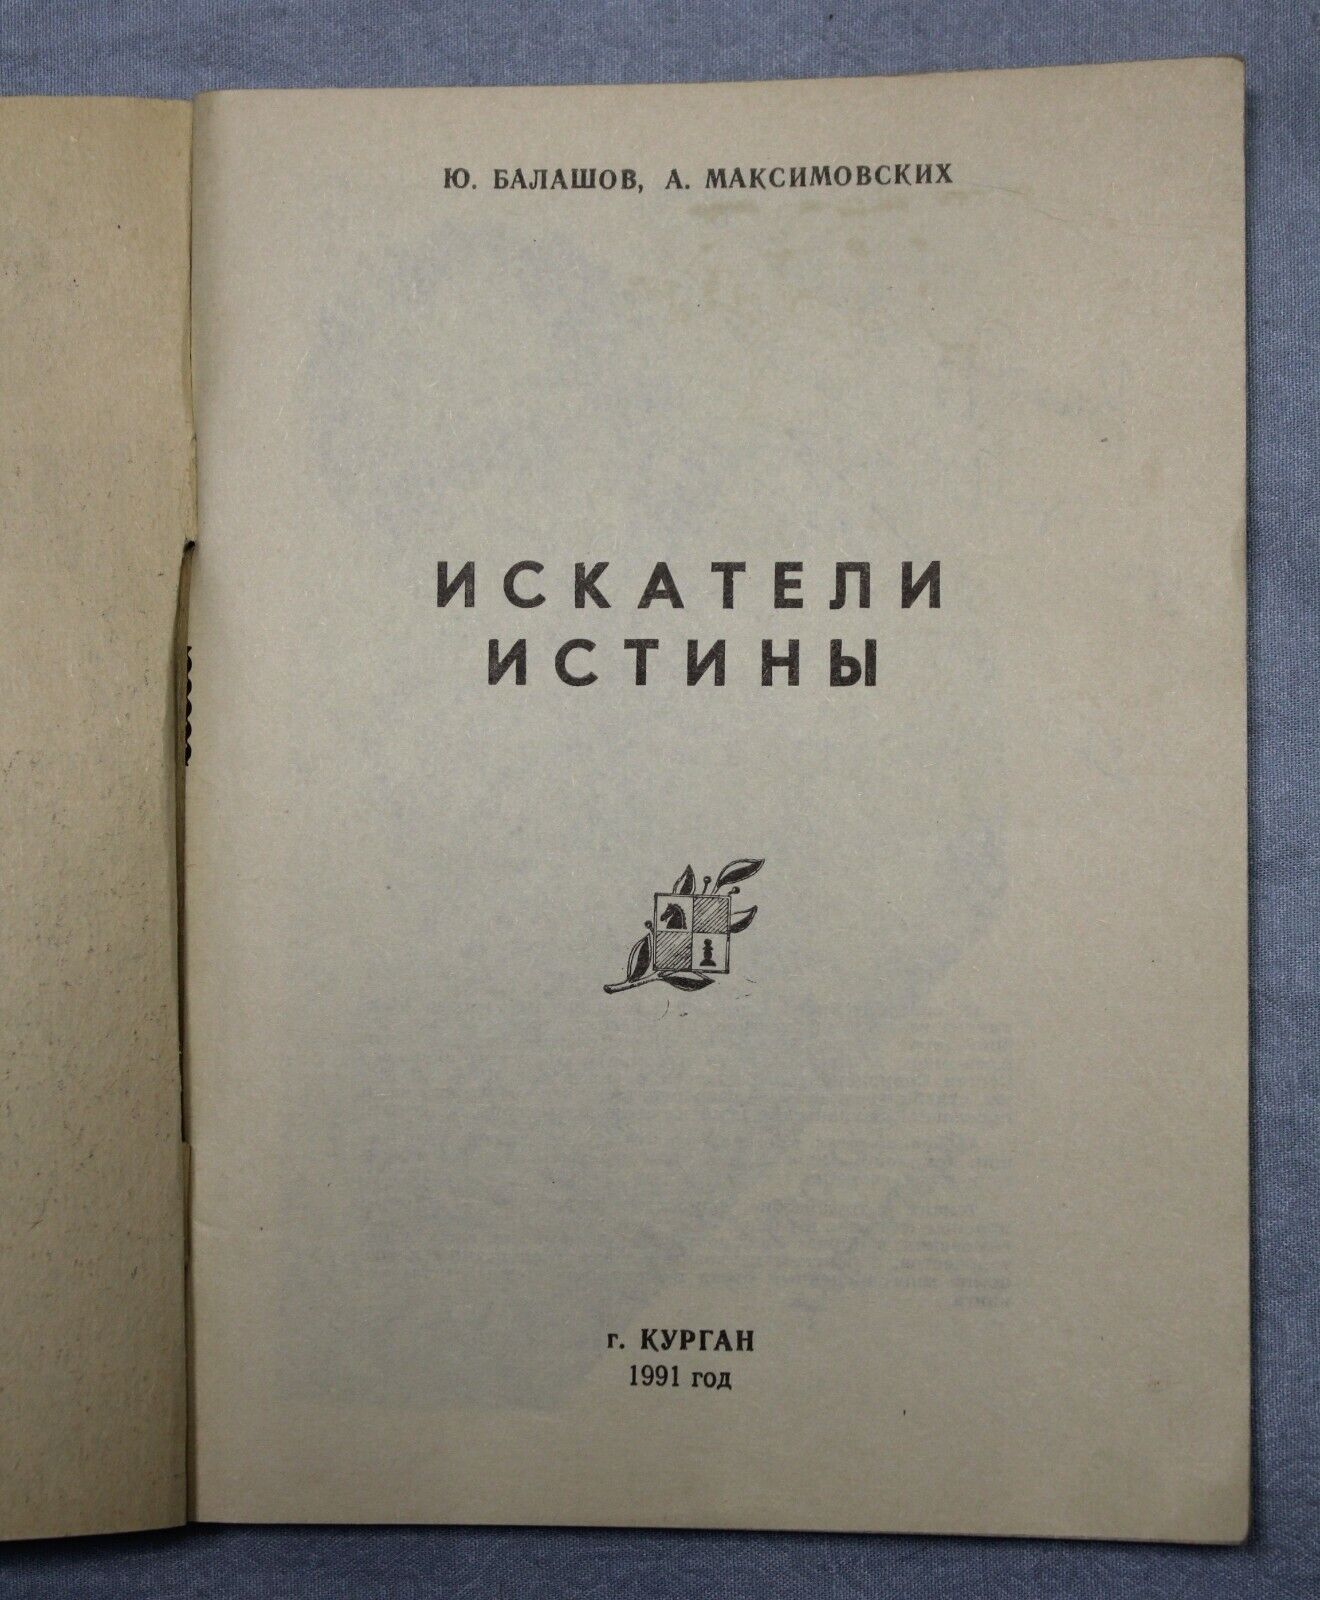 Ю. БАЛАШОВ, А. МАКСИМОВСКИХ
ИСКАТЕЛИ
ИСТИНЫ
г. КУРГАН
1991 год